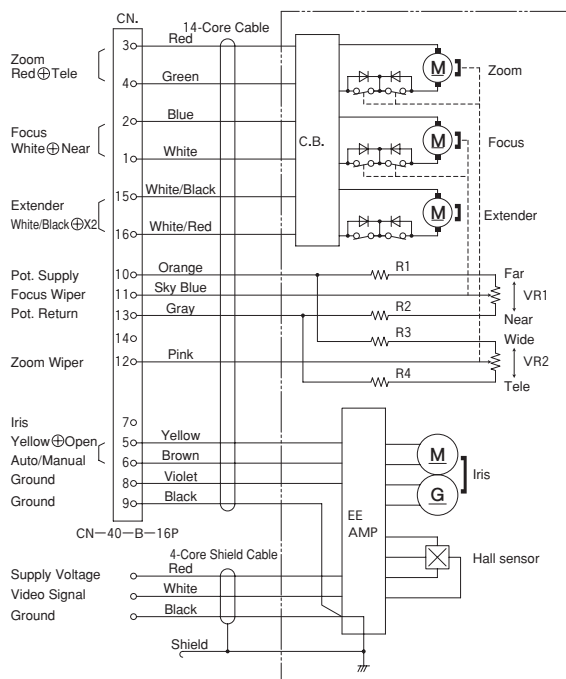 CN.
14-Core Cable
Zoom
Red⊕Tele
3 Red
4 Green
Focus
White⊕Near
2 Blue
1 White
Extender
White/Black⊕X2
15 White/Black
16 White/Red
C.B.
M
Zoom
M
Focus
M
Extender
Pot. Supply 10 Orange R1 Far
Focus Wiper 11 Sky Blue VR1
Pot. Return 13 Gray R2 Near
14 R3 Wide
Zoom Wiper 12 Pink VR2
R4 Tele
Iris 7
Yellow⊕Open 5 Yellow
Auto/Manual 6 Brown
Ground 8 Violet
Ground 9 Black
CN-40-B-16P
EE
AMP
M
G
Iris
Hall sensor
4-Core Shield Cable
Supply Voltage Red
Video Signal White
Ground Black
Shield